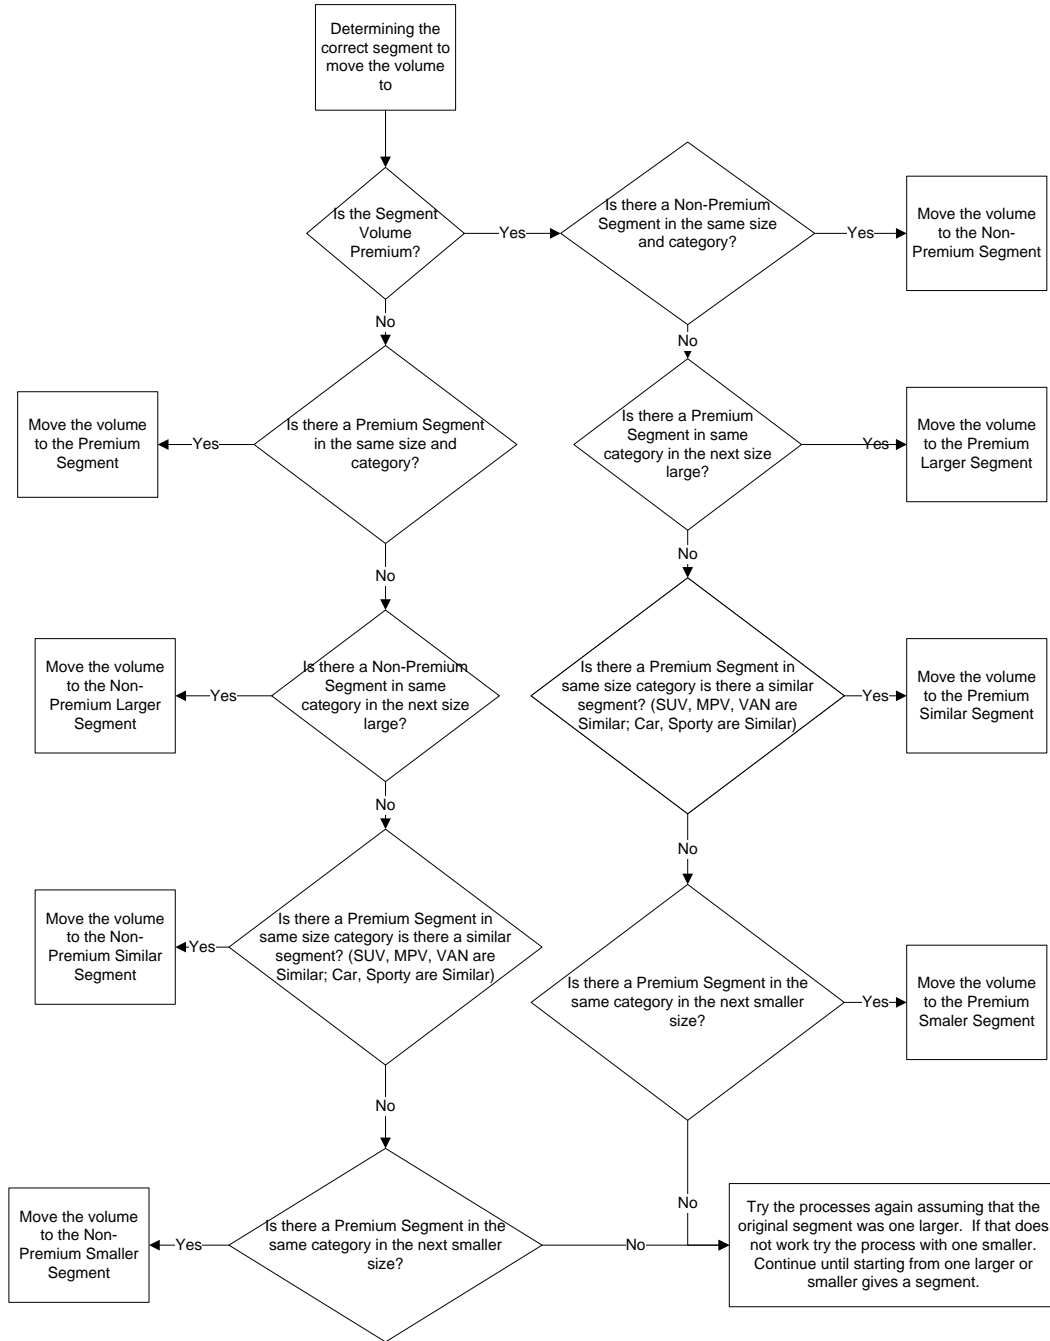 Determining the
correct segment to
move the volume
to
Is the Segment
Volume
Premium?
Yes
Is there a Non-Premium
Segment in the same size
and category?
Yes
Move the volume
to the Non-
Premium Segment
No
No
Move the volume
to the Premium
Segment
Yes
Is there a Premium Segment
in the same size and
category?
Is there a Premium
Segment in same
category in the next size
large?
Yes
Move the volume
to the Premium
Larger Segment
No
No
Move the volume
to the Non-
Premium Larger
Segment
Yes
Is there a Non-Premium
Segment in same
category in the next size
large?
Is there a Premium Segment in
same size category is there a similar
segment? (SUV, MPV, VAN are
Similar; Car, Sporty are Similar)
Yes
Move the volume
to the Premium
Similar Segment
No
No
Move the volume
to the Non-
Premium Similar
Segment
Yes
Is there a Premium Segment in
same size category is there a similar
segment? (SUV, MPV, VAN are
Similar; Car, Sporty are Similar)
Is there a Premium Segment in the
same category in the next smaller
size?
Yes
Move the volume
to the Premium
Smaler Segment
No
No
Move the volume
to the Non-
Premium Smaller
Segment
Yes
Is there a Premium Segment in the
same category in the next smaller
size?
No
Try the processes again assuming that the
original segment was one larger.  If that does
not work try the process with one smaller.
Continue until starting from one larger or
smaller gives a segment.